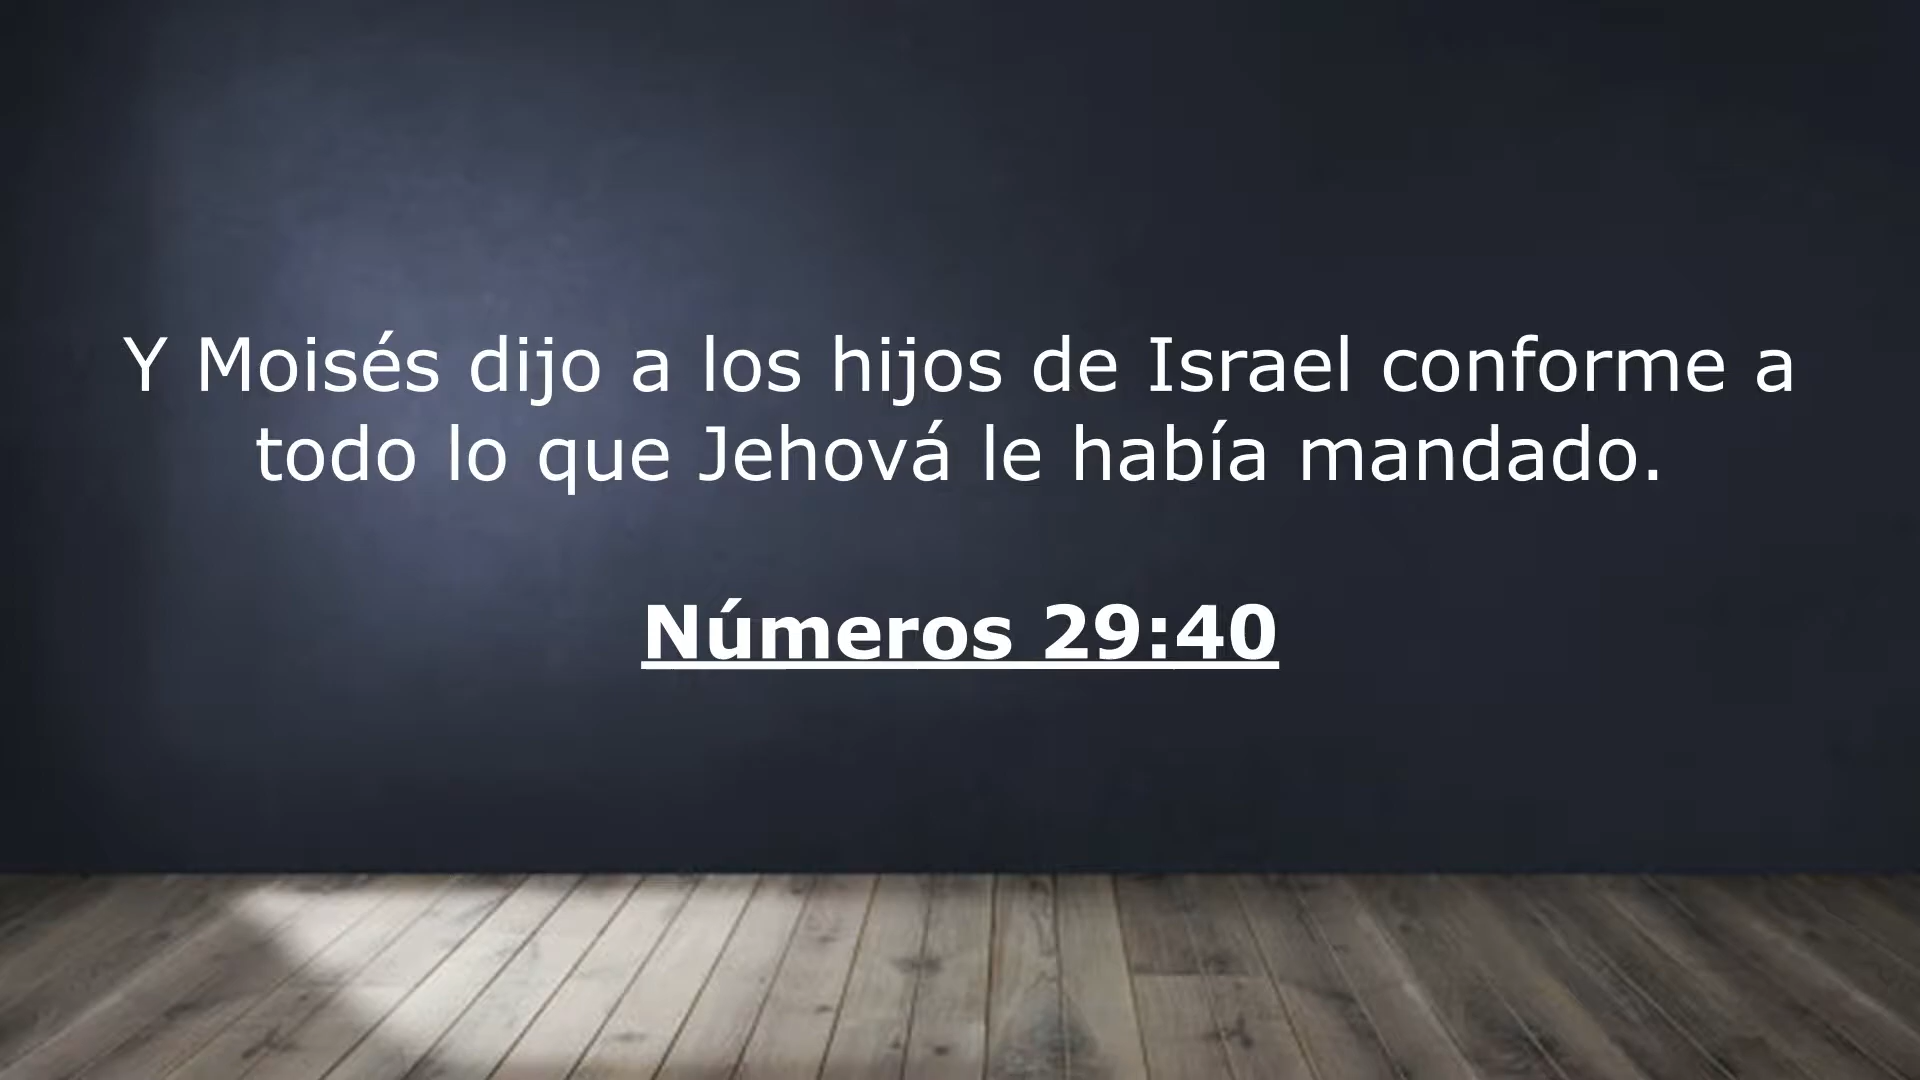 Y Moisés dijo a los hijos de Israel conforme a
todo lo que Jehová le había mandado.
Números 29:40